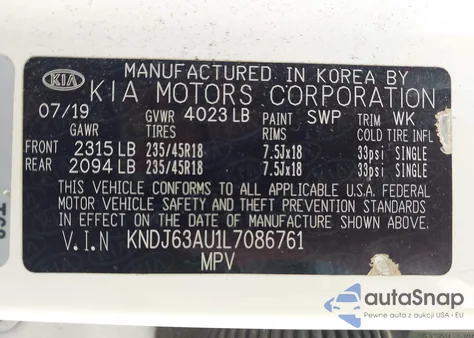 MANUFACTURED IN KOREA BY
KIA KIA MOTORS CORPORATION
07/19 GVWR 4023 LB PAINT SWP TRIM WK
GAWR TIRES RIMS COLD TIRE INFL
FRONT 2315 LB 235/45R18 7.5Jx18 33psi SINGLE
REAR 2094 LB 235/45R18 7.5Jx18 33psi SINGLE
THIS VEHICLE CONFORMS TO ALL APPLICABLE U.S.A. FEDERAL
MOTOR VEHICLE SAFETY AND THEFT PREVENTION STANDARDS
IN EFFECT ON THE DATE OF MANUFACTURE SHOWN ABOVE.
V.I.N KNDJ63AU1L7086761
MPV
autoSnap
Pewne auta z aukcji USA i EU